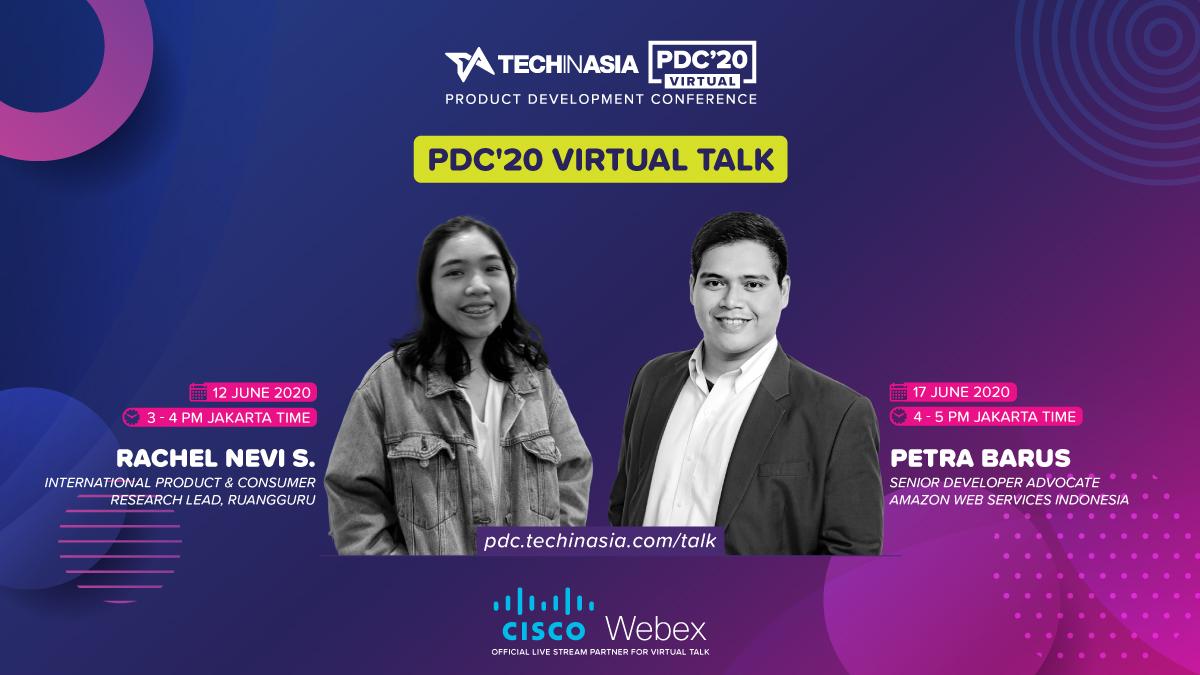 TECHINASIA PDC'20
VIRTUAL
PRODUCT DEVELOPMENT CONFERENCE
PDC'20 VIRTUAL TALK
12 JUNE 2020
3 - 4 PM JAKARTA TIME
RACHEL NEVI S.
INTERNATIONAL PRODUCT & CONSUMER
RESEARCH LEAD, RUANGGURU
17 JUNE 2020
4 - 5 PM JAKARTA TIME
PETRA BARUS
SENIOR DEVELOPER ADVOCATE
AMAZON WEB SERVICES INDONESIA
pdc.techinasia.com/talk
CISCO Webex
OFFICIAL LIVE STREAM PARTNER FOR VIRTUAL TALK